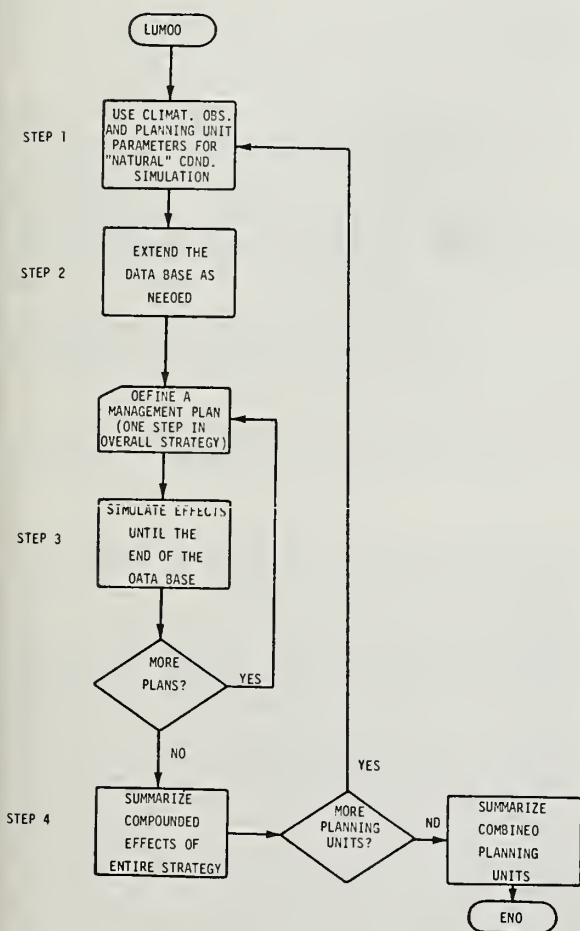 LUMOO
STEP 1
USE CLIMAT. OBS.
AND PLANNING UNIT
PARAMETERS FOR
"NATURAL" COND.
SIMULATION
STEP 2
EXTEND THE
DATA BASE AS
NEEOED
OEFINE A
MANAGEMENT PLAN
(ONE STEP IN
OVERALL STRATEGY)
STEP 3
SIMULATE EFFECTS
UNTIL THE
END OF THE
OATA BASE
MORE
PLANS?
YES
NO
STEP 4
SUMMARIZE
COMPOUNDED
EFFECTS OF
ENTIRE STRATEGY
YES
MORE
PLANNING
UNITS?
ND
SUMMARIZE
COMBINEO
PLANNING
UNITS
ENO